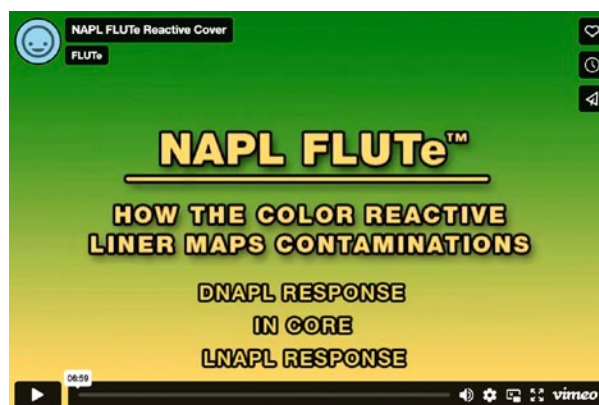 NAPL FLUTe Reactive Cover
FLUTe
NAPL FLUTe™
HOW THE COLOR REACTIVE
LINER MAPS CONTAMINATIONS
DNAPL RESPONSE
IN CORE
LNAPL RESPONSE
06:59
vimeo